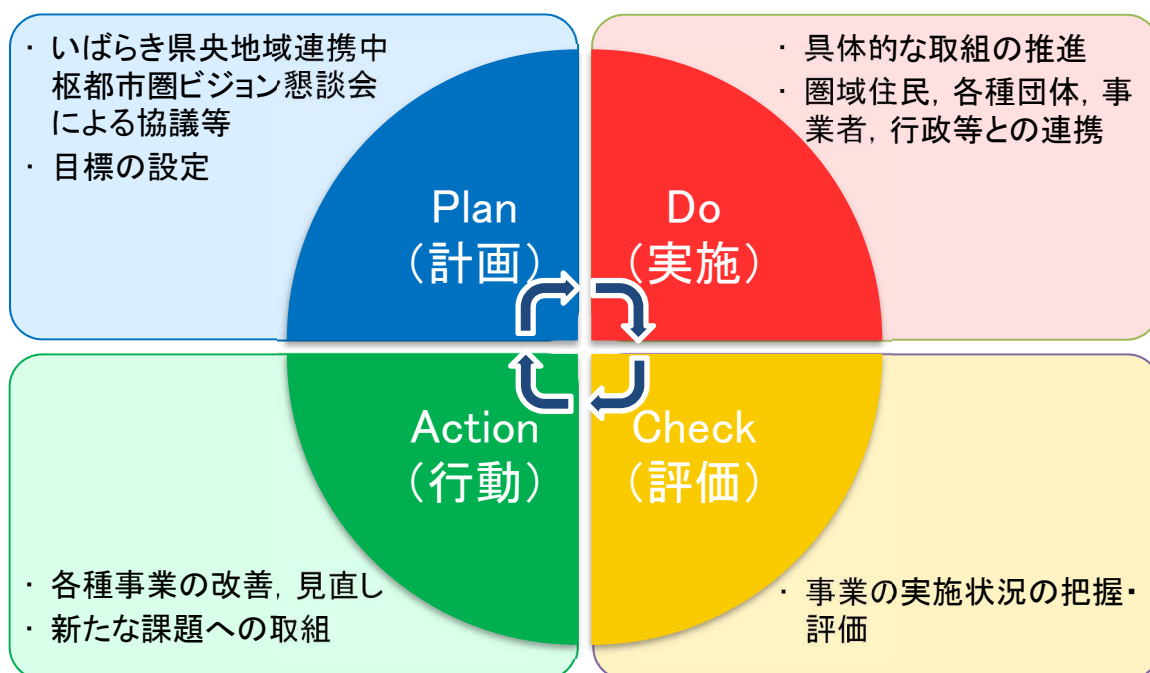 ・ いばらき県央地域連携中
枢都市圏ビジョン懇談会
による協議等
・ 目標の設定
・ 具体的な取組の推進
・ 圏域住民，各種団体，事
業者，行政等との連携
Plan
（計画）
Do
（実施）
Action
（行動）
Check
（評価）
・ 各種事業の改善，見直し
・ 新たな課題への取組
・ 事業の実施状況の把握・
評価